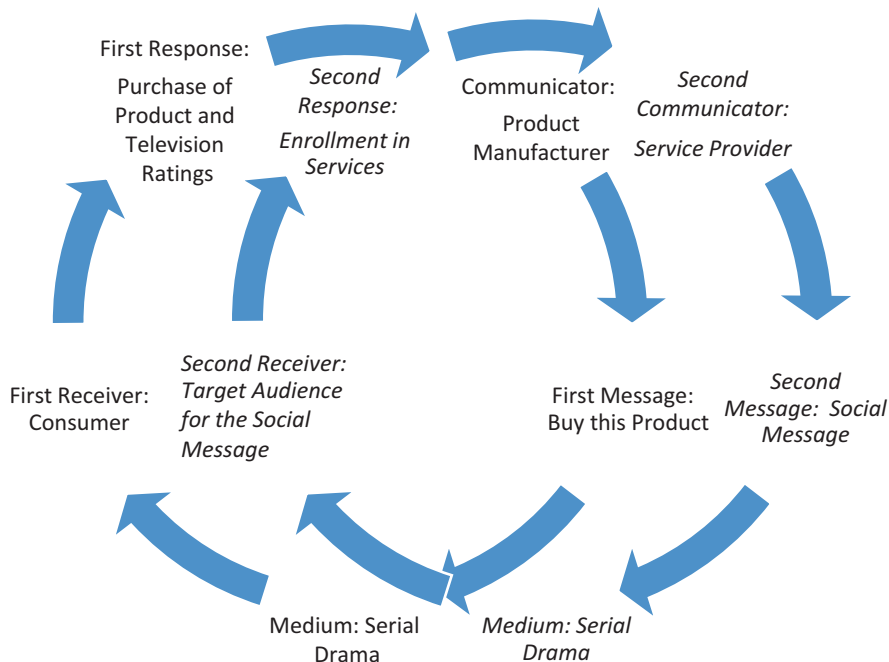 First Response:
Purchase of
Product and
Television
Ratings
Second
Response:
Enrollment in
Services
Communicator:
Product
Manufacturer
Second
Communicator:
Service Provider
First Receiver:
Consumer
Second Receiver:
Target Audience
for the Social
Message
First Message:
Buy this Product
Second
Message:  Social
Message
Medium: Serial
Drama
Medium: Serial
Drama